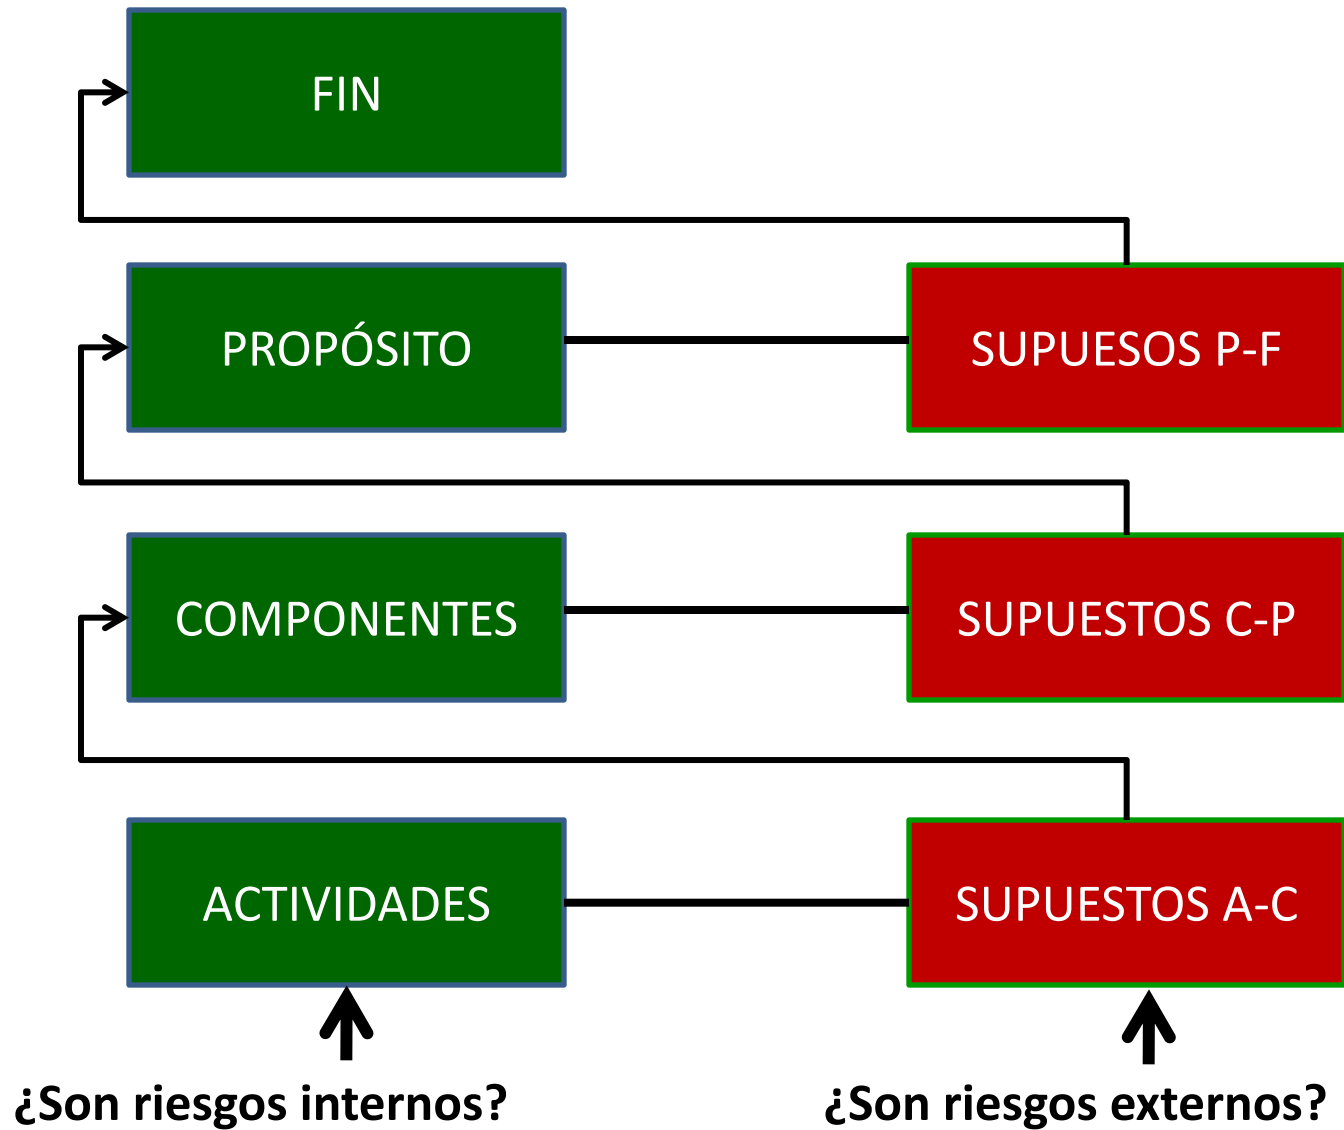 FIN
PROPÓSITO
SUPUESOS P-F
COMPONENTES
SUPUESTOS C-P
ACTIVIDADES
SUPUESTOS A-C
¿Son riesgos internos?
¿Son riesgos externos?